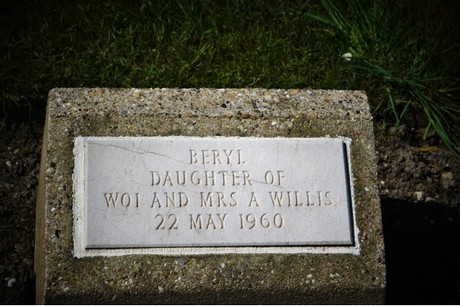 BERYL
DAUGHTER OF
WO1 AND MRS A WILLIS
22 MAY 1960